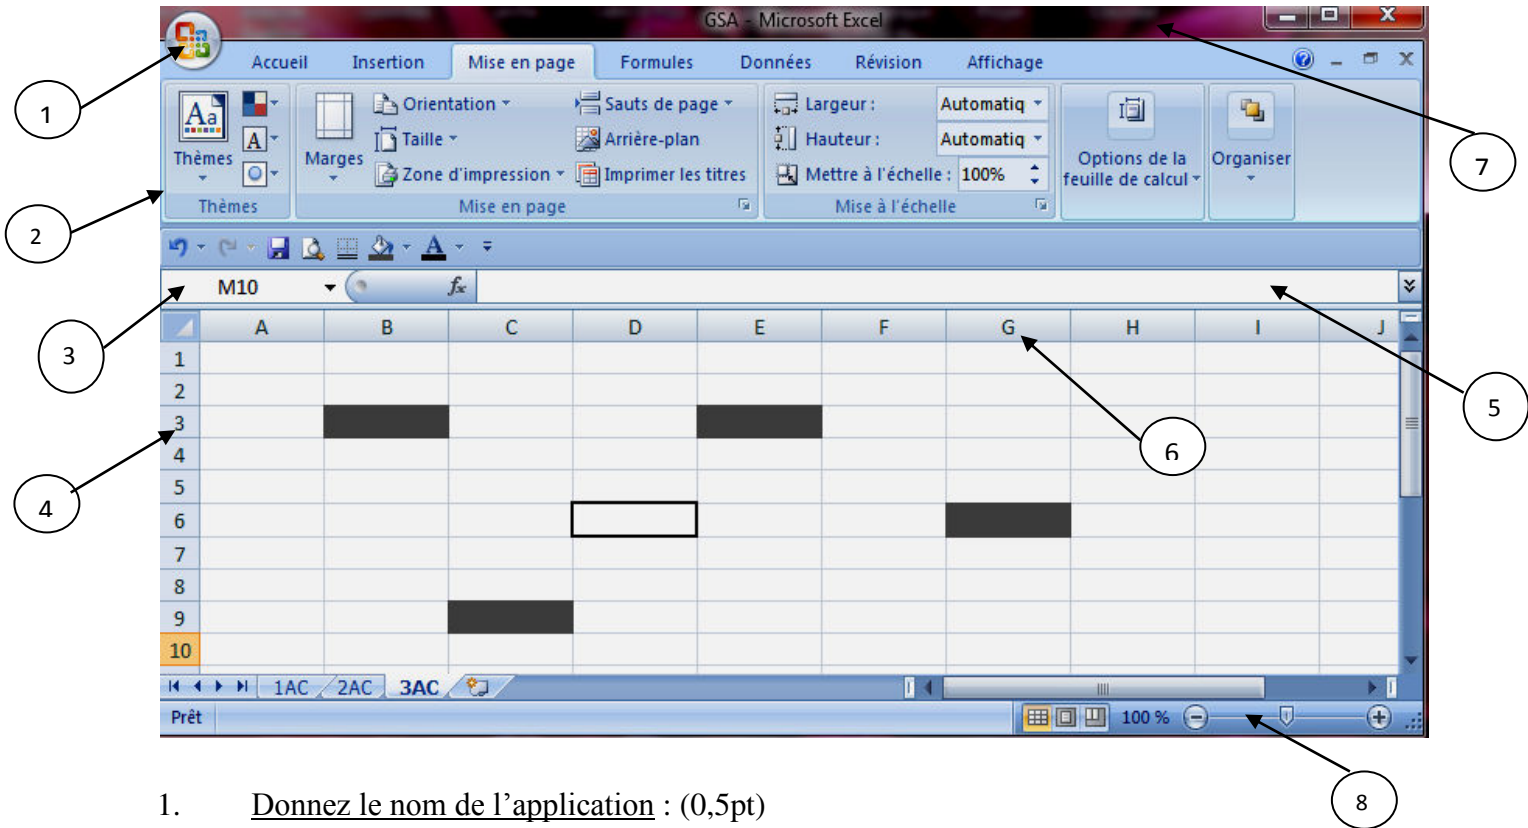 GSA - Microsoft Excel
Accueil Insertion Mise en page Formules Données Révision Affichage
1
Orientation Sauts de page Largeur : Automatiq
Aa
A
Taille Arrière-plan Hauteur : Automatiq
Thèmes Marges Options de la feuille de calcul Organiser
7
Zone d'impression Imprimer les titres Mettre à l'échelle : 100%
Thèmes Mise en page Mise à l'échelle
2
A
M10 fx
A B C D E F G H I J
3
1
2
3
5
4
6
5
4
6
7
8
9
10
1AC 2AC 3AC
Prêt 100 %
8
1. Donnez le nom de l'application : (0,5pt)